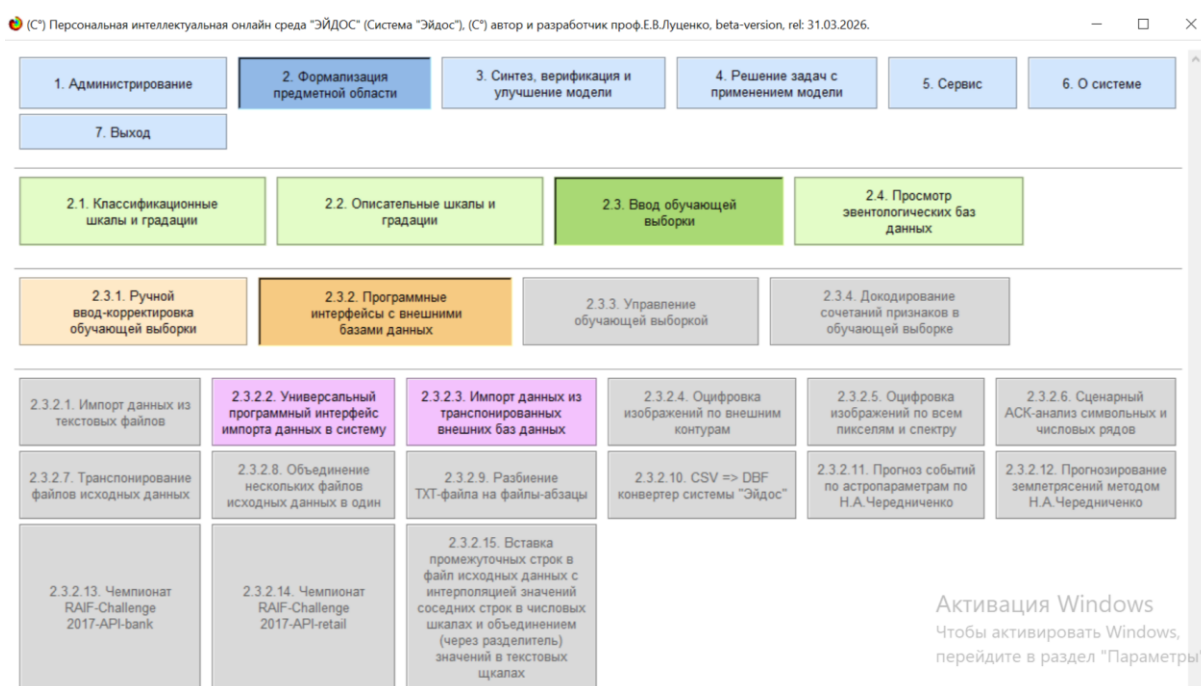 (С°) Персональная интеллектуальная онлайн среда "ЭЙДОС" (Система "Эйдос"), (С°) автор и разработчик проф.Е.В.Луценко, beta-version, rel: 31.03.2026.
1. Администрирование
2. Формализация
предметной области
3. Синтез, верификация и
улучшение модели
4. Решение задач с
применением модели
5. Сервис
6. О системе
7. Выход
2.1. Классификационные
шкалы и градации
2.2. Описательные шкалы и
градации
2.3. Ввод обучающей
выборки
2.4. Просмотр
эвентологических баз
данных
2.3.1. Ручной
ввод-корректировка
обучающей выборки
2.3.2. Программные
интерфейсы с внешними
базами данных
2.3.3. Управление
обучающей выборкой
2.3.4. Докодирование
сочетаний признаков в
обучающей выборке
2.3.2.1. Импорт данных из
текстовых файлов
2.3.2.2. Универсальный
программный интерфейс
импорта данных в систему
2.3.2.3. Импорт данных из
транспонированных
внешних баз данных
2.3.2.4. Оцифровка
изображений по внешним
контурам
2.3.2.5. Оцифровка
изображений по всем
пикселям и спектру
2.3.2.6. Сценарный
АСК-анализ символьных и
числовых рядов
2.3.2.7. Транспонирование
файлов исходных данных
2.3.2.8. Объединение
нескольких файлов
исходных данных в один
2.3.2.9. Разбиение
TXT-файла на файлы-абзацы
2.3.2.10. CSV => DBF
конвертер системы "Эйдос"
2.3.2.11. Прогноз событий
по астропараметрам по
Н.А.Чередниченко
2.3.2.12. Прогнозирование
землетрясений методом
Н.А.Чередниченко
2.3.2.13. Чемпионат
RAIF-Challenge
2017-API-bank
2.3.2.14. Чемпионат
RAIF-Challenge
2017-API-retail
2.3.2.15. Вставка
промежуточных строк в
файл исходных данных с
интерполяцией значений
соседних строк в числовых
шкалах и объединением
(через разделитель)
значений в текстовых
щкалах
Активация Windows
Чтобы активировать Windows,
перейдите в раздел "Параметры"